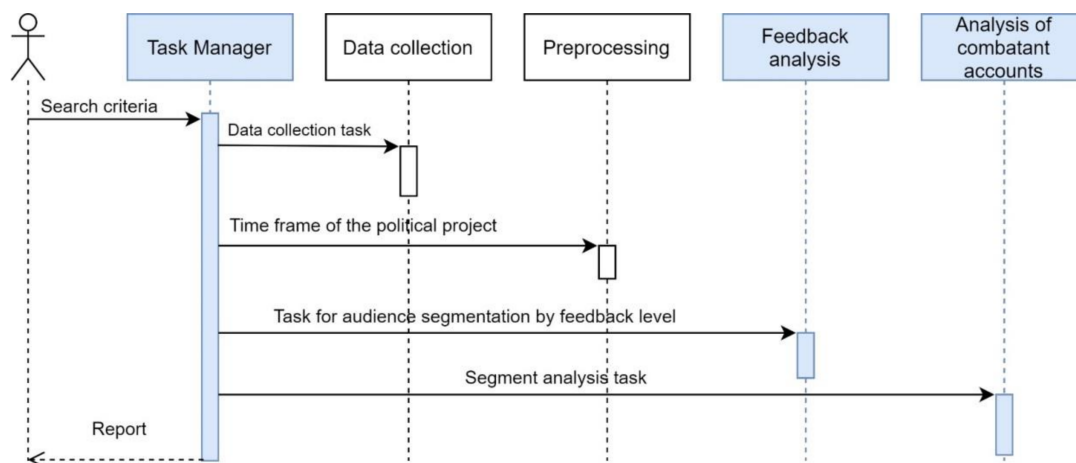 Task Manager
Data collection
Preprocessing
Feedback
analysis
Analysis of
combatant
accounts
Search criteria
Data collection task
Time frame of the political project
Task for audience segmentation by feedback level
Segment analysis task
Report